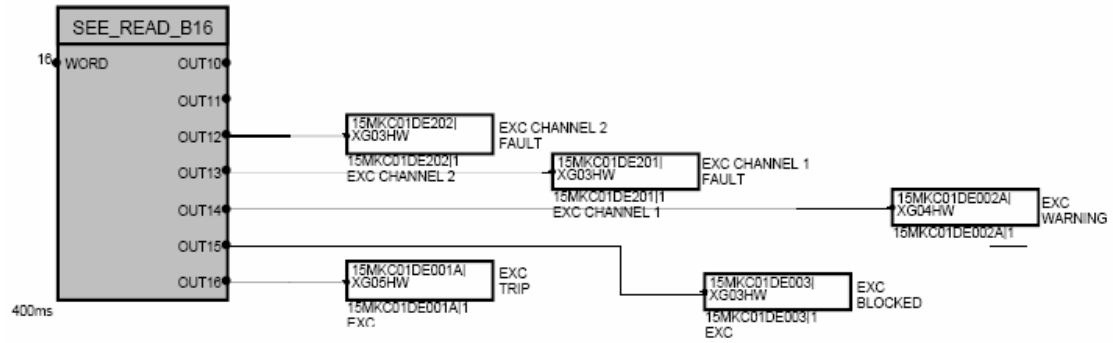 SEE_READ_B16
16 WORD OUT10
OUT11
OUT12
15MKC01DE202|
XG03HW
EXC CHANNEL 2
FAULT
15MKC01DE202|1
EXC CHANNEL 2
OUT13
15MKC01DE201|
XG03HW
EXC CHANNEL 1
FAULT
15MKC01DE201|1
EXC CHANNEL 1
OUT14
15MKC01DE002A|
XG04HW
EXC
WARNING
15MKC01DE002A|1
OUT15
15MKC01DE003|
XG03HW
EXC
BLOCKED
15MKC01DE003|1
EXC
OUT16
15MKC01DE001A|
XG05HW
EXC
TRIP
15MKC01DE001A|1
EXC
400ms